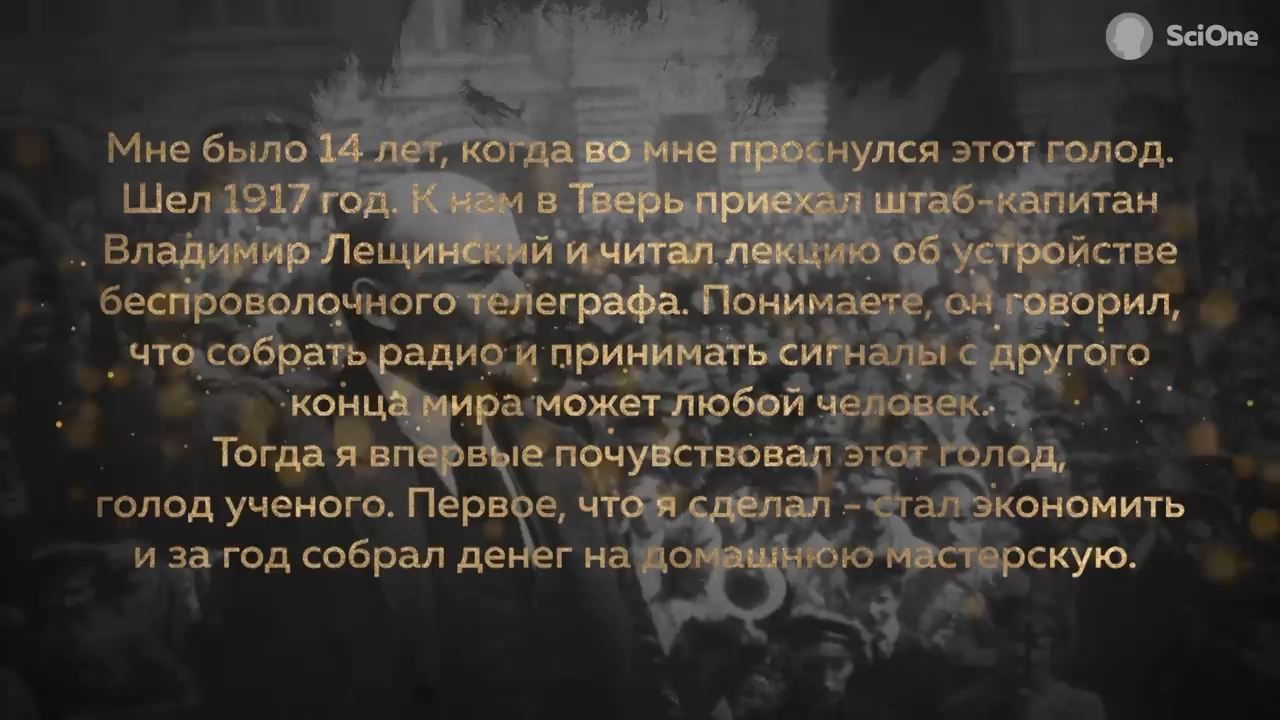 SciOne
Мне было 14 лет, когда во мне проснулся этот голод.
Шел 1917 год. К нам в Тверь приехал штаб-капитан
Владимир Лещинский и читал лекцию об устройстве
беспроволочного телеграфа. Понимаете, он говорил,
что собрать радио и принимать сигналы с другого
конца мира может любой человек.
Тогда я впервые почувствовал этот голод,
голод ученого. Первое, что я сделал - стал экономить
и за год собрал денег на домашнюю мастерскую.